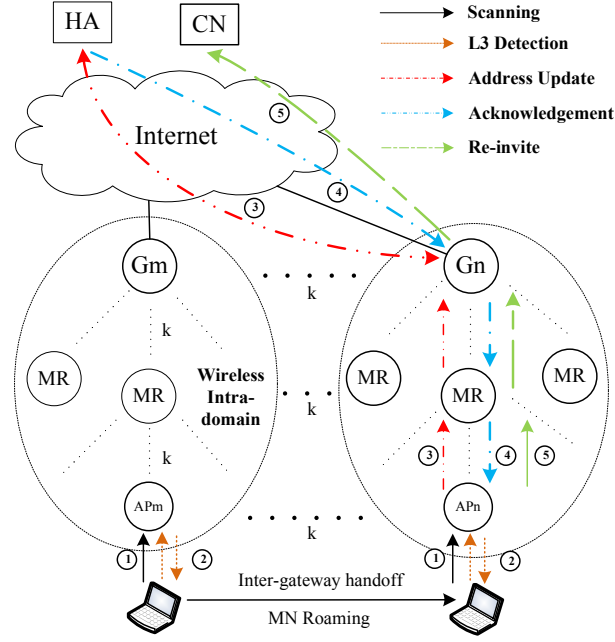 HA
CN
Scanning
L3 Detection
Address Update
Acknowledgement
Re-invite
5
Internet
4
3
Gm
k
Gn
k
MR
MR
Wireless
Intra-
domain
k
MR
MR
MR
k
3
4
5
APm
k
APn
1
2
1
2
Inter-gateway handoff
MN Roaming